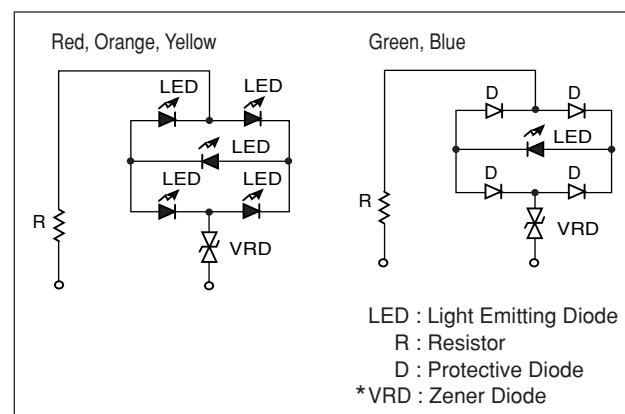 Red, Orange, Yellow
LED LED
LED
LED LED
R
VRD
Green, Blue
D D
LED
D D
R
VRD
LED : Light Emitting Diode
R : Resistor
D : Protective Diode
*VRD : Zener Diode